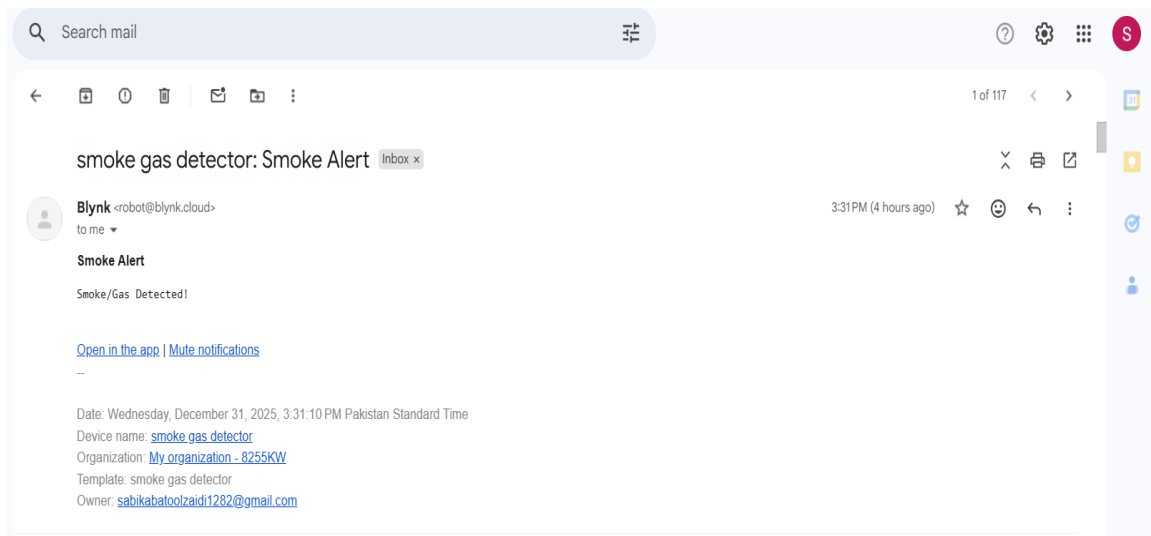 Search mail
S
1 of 117
31
smoke gas detector: Smoke Alert Inbox x
Blynk <robot@blynk.cloud> 3:31 PM (4 hours ago)
to me
Smoke Alert
Smoke/Gas Detected!
Open in the app | Mute notifications
--
Date: Wednesday, December 31, 2025, 3:31:10 PM Pakistan Standard Time
Device name: smoke gas detector
Organization: My organization - 8255KW
Template: smoke gas detector
Owner: sabikabatoolzaidi1282@gmail.com